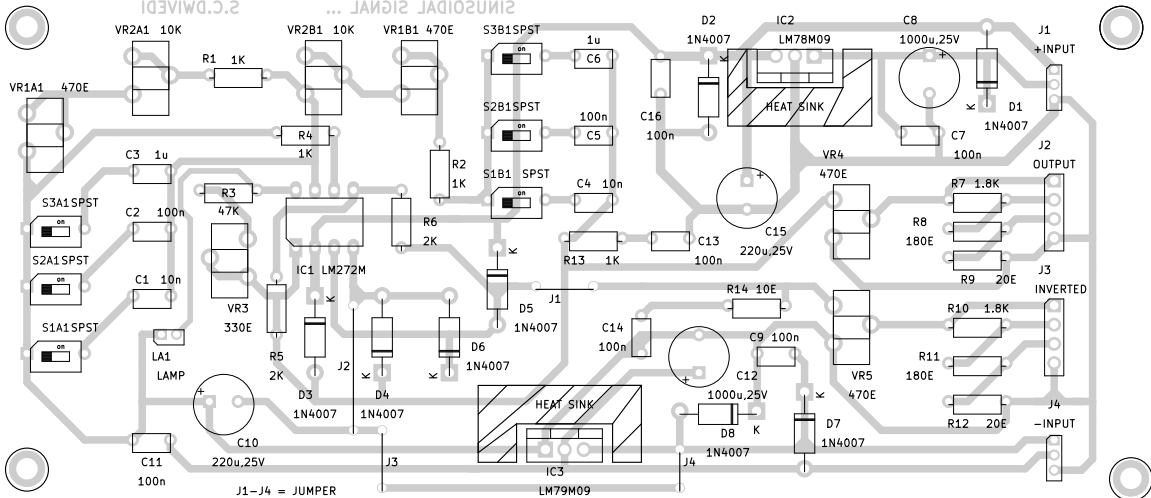 SINUSOIDAL SIGNAL ...
S.C.DWIVEDI
VR2A1 10K
VR2B1 10K
VR1B1 470E
S3B1SPST
1u
C6
D2
1N4007
K
IC2
LM78M09
C8
1000u,25V
J1
+INPUT
R1
1K
VR1A1 470E
HEAT SINK
K
D1
1N4007
S2B1SPST
100n
C5
C16
100n
C7
100n
R4
1K
C3 1u
R2
1K
VR4
470E
J2
OUTPUT
S1B1 SPST
C4 10n
R3
47K
R7 1.8K
S3A1SPST
on
C2 100n
R6
2K
C15
220u,25V
R8
180E
K
R13 1K
C13
100n
S2A1SPST
on
IC1 LM272M
R9 20E
J3
INVERTED
C1 10n
VR3
330E
K
D5
1N4007
J1
R14 10E
R10 1.8K
S1A1SPST
on
LA1
LAMP
R5
2K
J2
D6
1N4007
C14
100n
C9 100n
R11
180E
K
K
VR5
470E
D3
1N4007
D4
1N4007
HEAT SINK
C12
1000u,25V
K
J4
-INPUT
C10
220u,25V
D8
1N4007
K
D7
1N4007
R12 20E
C11
100n
J3
IC3
LM79M09
J4
J1-J4 = JUMPER